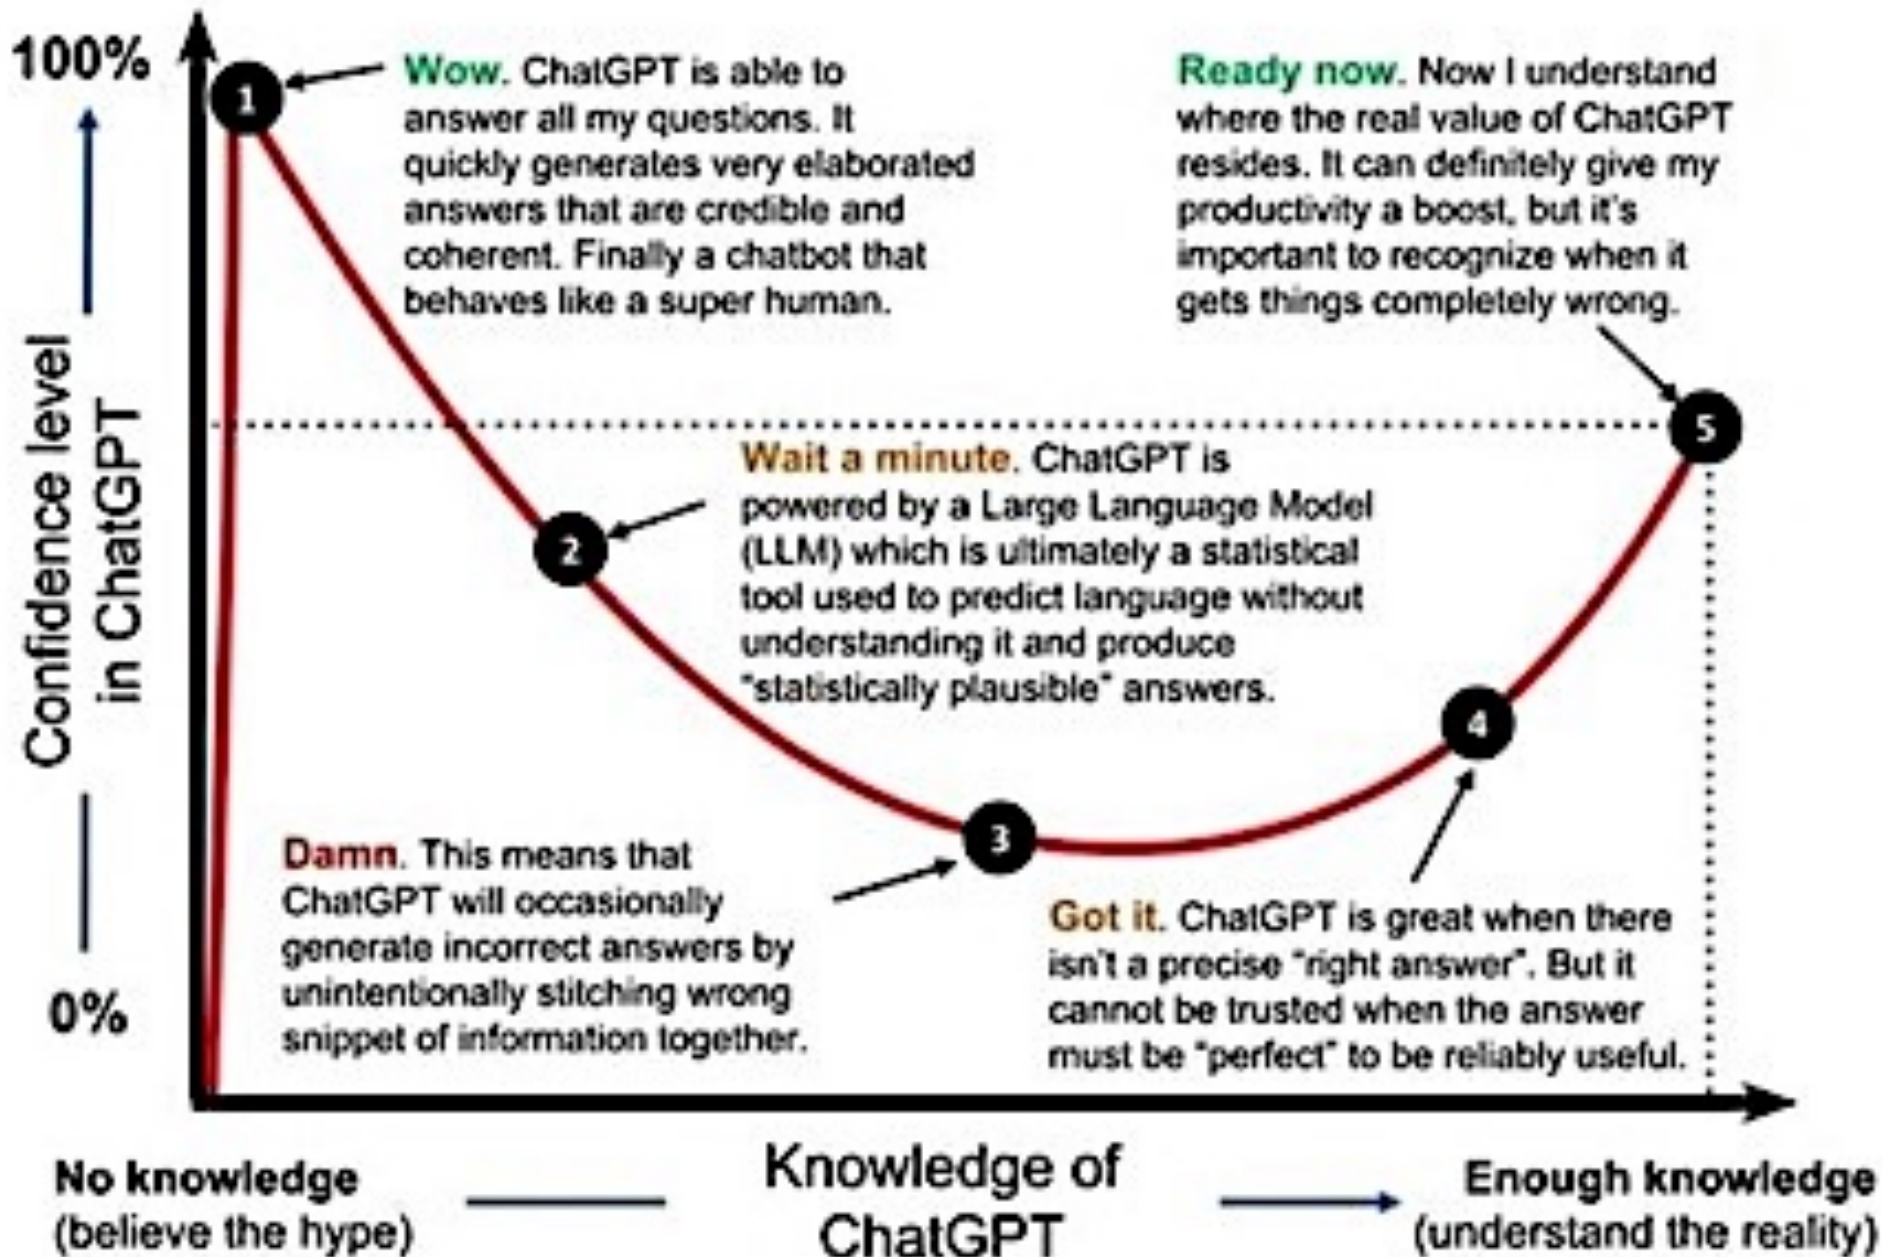 100%
1
Wow. ChatGPT is able to
answer all my questions. It
quickly generates very elaborated
answers that are credible and
coherent. Finally a chatbot that
behaves like a super human.
Ready now. Now I understand
where the real value of ChatGPT
resides. It can definitely give my
productivity a boost, but it's
important to recognize when it
gets things completely wrong.
5
Confidence level
in ChatGPT
Wait a minute. ChatGPT is
powered by a Large Language Model
(LLM) which is ultimately a statistical
tool used to predict language without
understanding it and produce
"statistically plausible" answers.
2
4
3
Damn. This means that
ChatGPT will occasionally
generate incorrect answers by
unintentionally stitching wrong
snippet of information together.
Got it. ChatGPT is great when there
isn't a precise "right answer". But it
cannot be trusted when the answer
must be "perfect" to be reliably useful.
0%
No knowledge
(believe the hype)
Knowledge of
ChatGPT
Enough knowledge
(understand the reality)